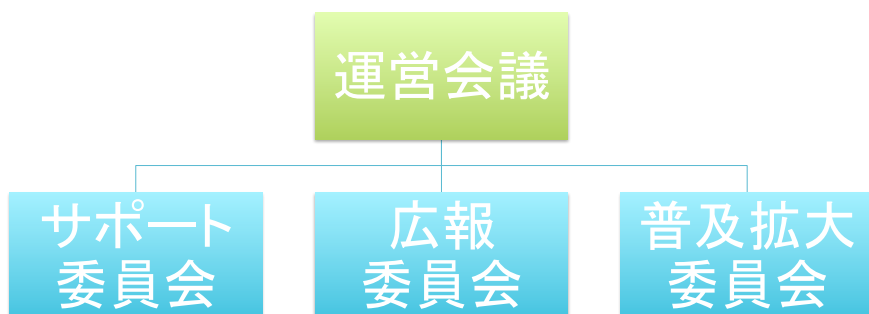 運営会議
サポート
委員会
広報
委員会
普及拡大
委員会